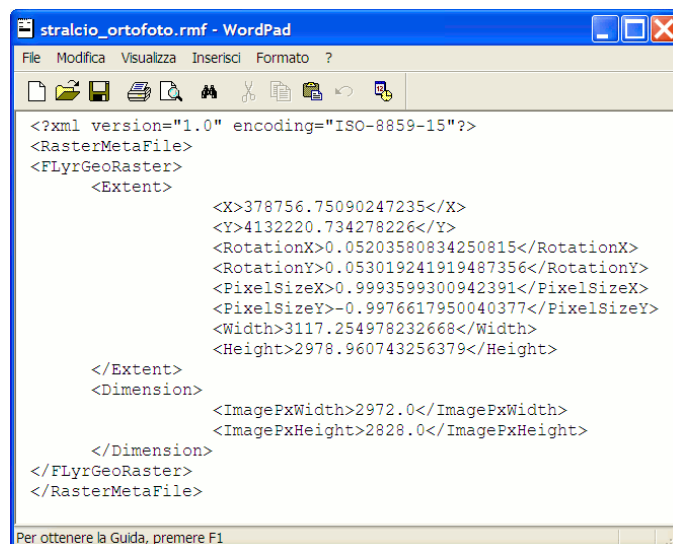 stralcio_ortofoto.rmf - WordPad
File Modifica Visualizza Inserisci Formato ?
<?xml version="1.0" encoding="ISO-8859-15"?>
<RasterMetaFile>
<FLyrGeoRaster>
<Extent>
<X>378756.75090247235</X>
<Y>4132220.734278226</Y>
<RotationX>0.05203580834250815</RotationX>
<RotationY>0.053019241919487356</RotationY>
<PixelSizeX>0.9993599300942391</PixelSizeX>
<PixelSizeY>-0.9976617950040377</PixelSizeY>
<Width>3117.254978232668</Width>
<Height>2978.960743256379</Height>
</Extent>
<Dimension>
<ImagePxWidth>2972.0</ImagePxWidth>
<ImagePxHeight>2828.0</ImagePxHeight>
</Dimension>
</FLyrGeoRaster>
</RasterMetaFile>
Per ottenere la Guida, premere F1